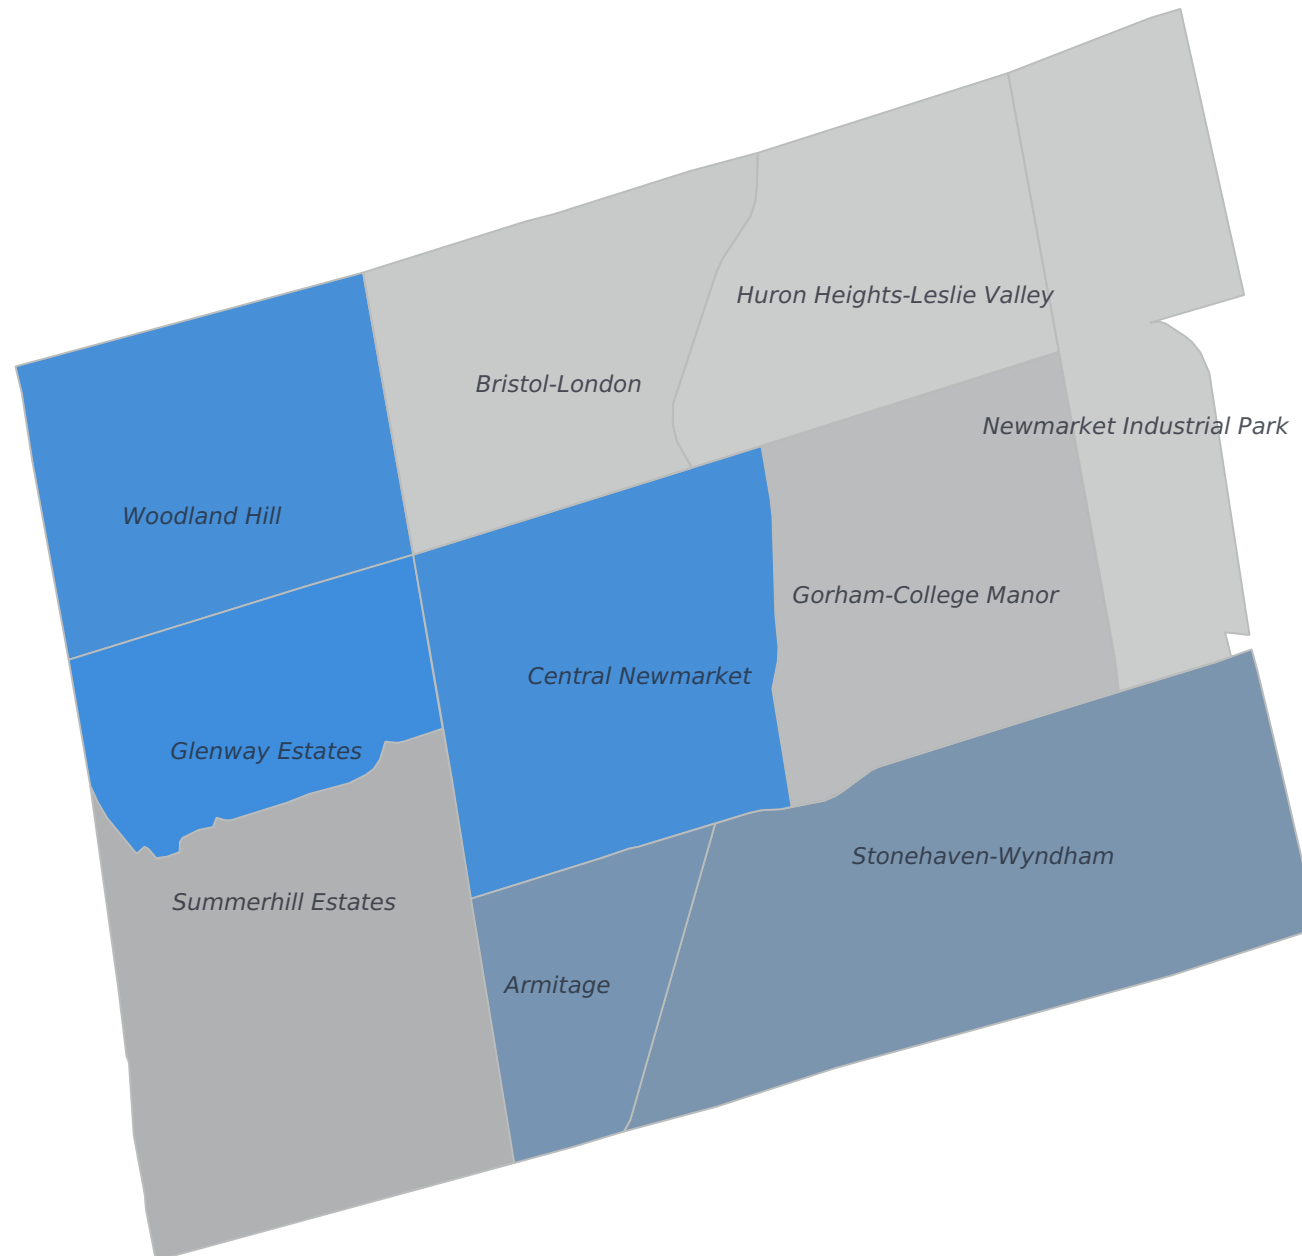 Huron Heights-Leslie Valley
Bristol-London
Newmarket Industrial Park
Woodland Hill
Gorham-College Manor
Central Newmarket
Glenway Estates
Stonehaven-Wyndham
Summerhill Estates
Armitage